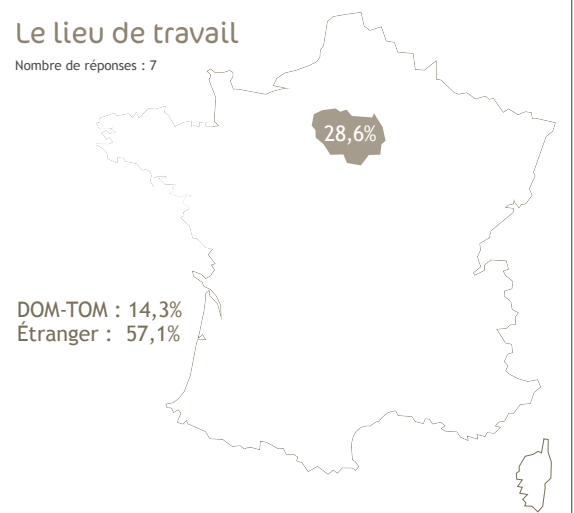 Le lieu de travail
Nombre de réponses : 7
28,6%
DOM-TOM : 14,3%
Étranger : 57,1%